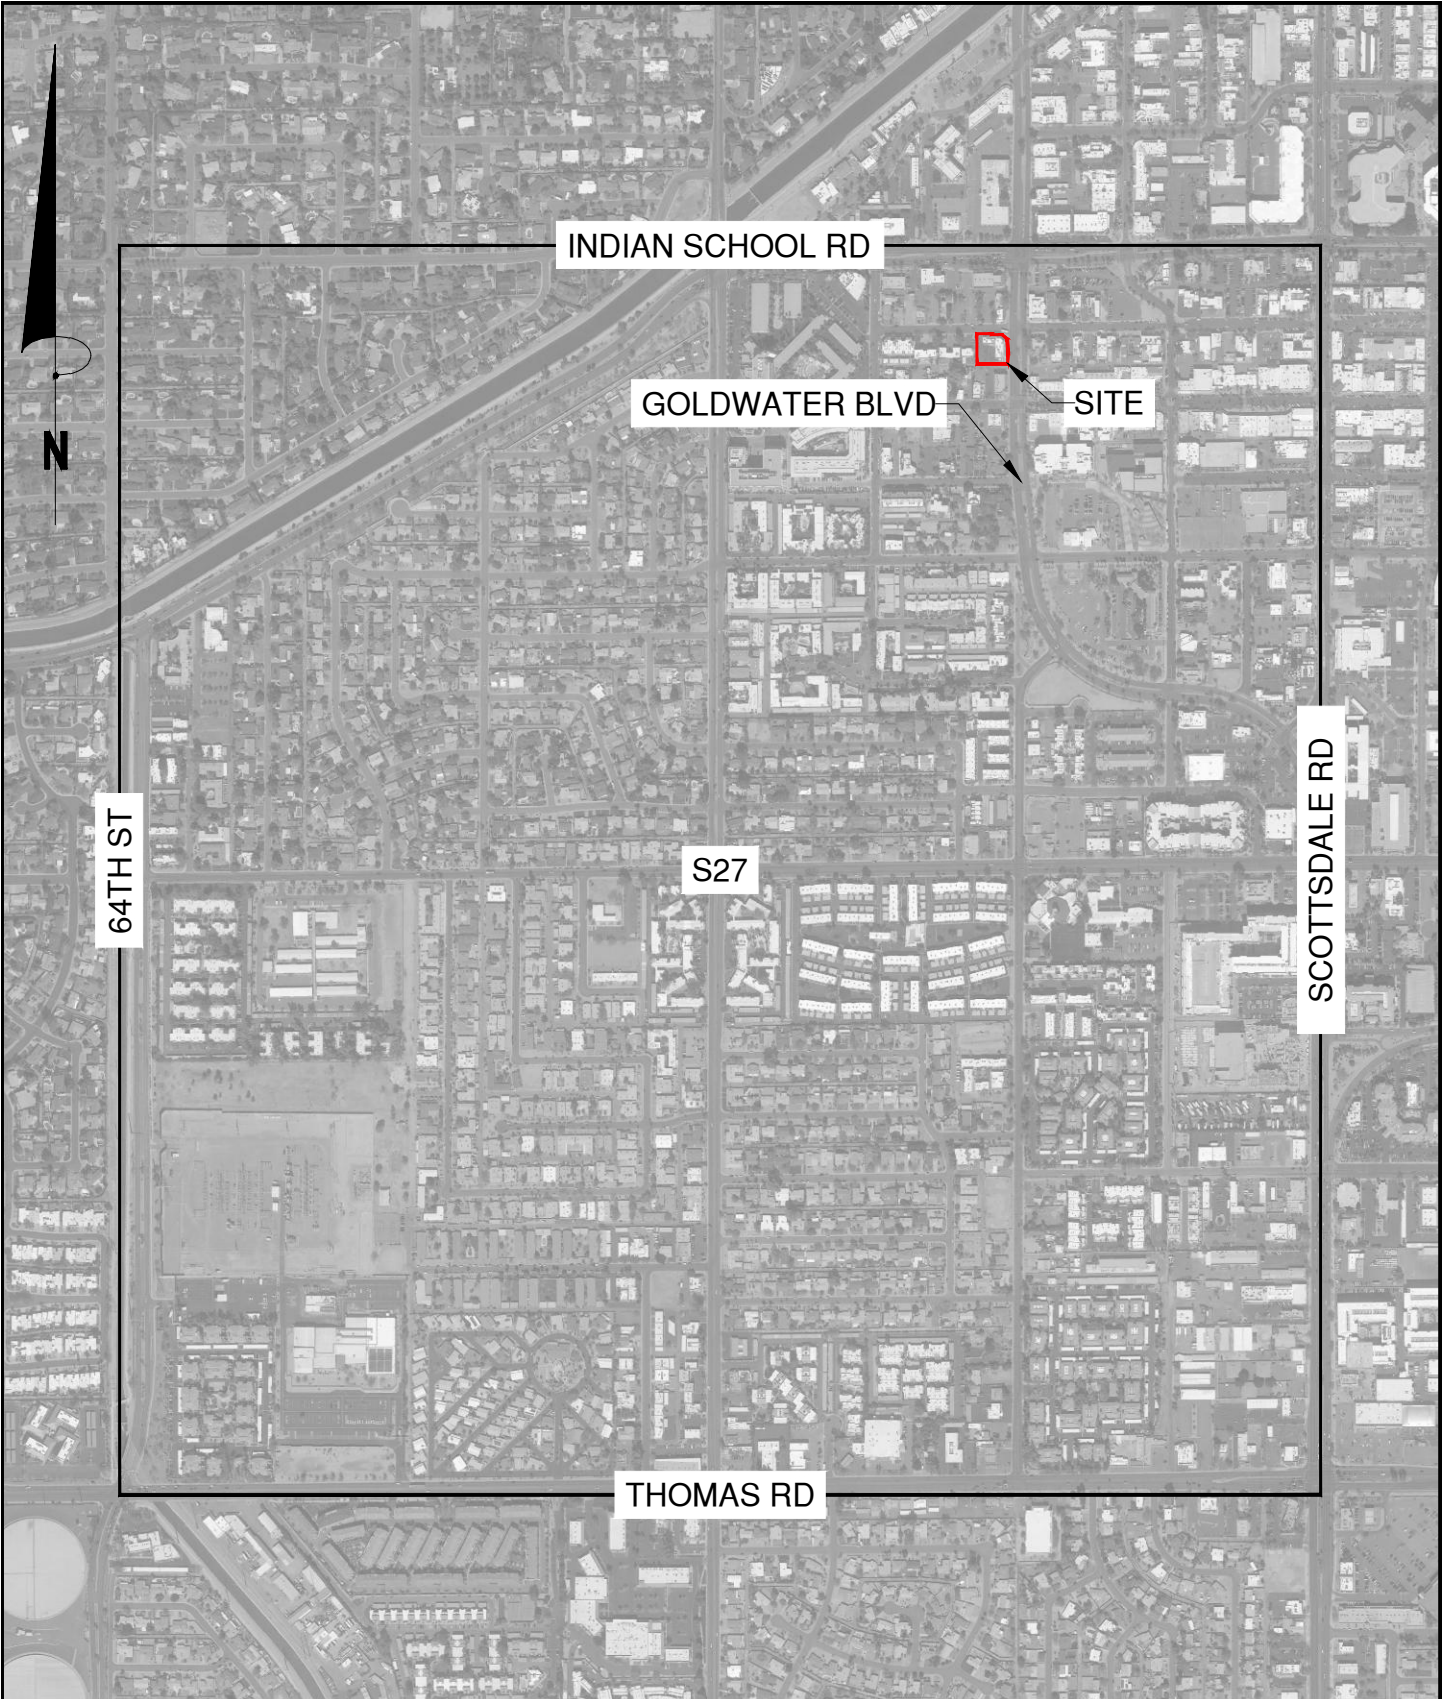 INDIAN SCHOOL RD
GOLDWATER BLVD
SITE
N
64TH ST
S27
SCOTTSDALE RD
THOMAS RD